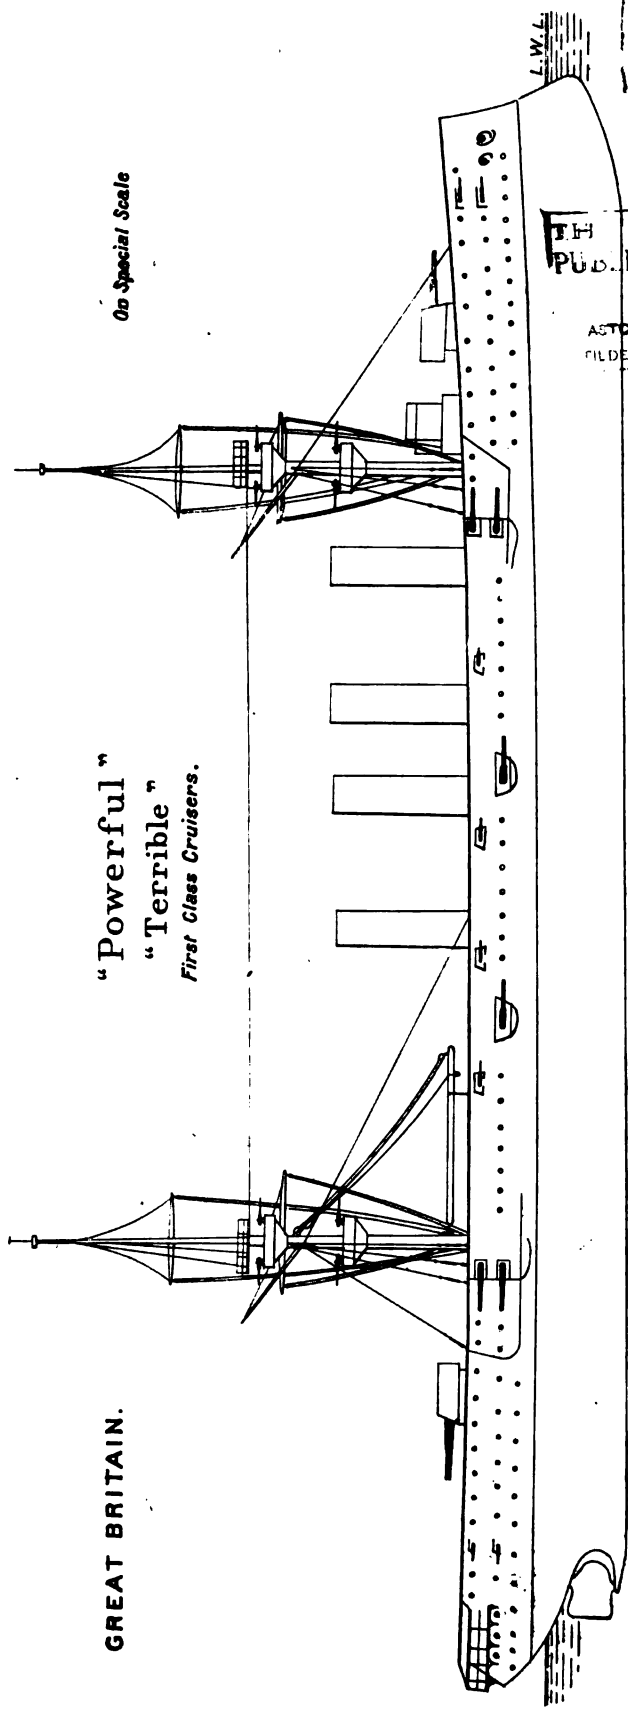 GREAT BRITAIN.
“Powerful”
“Terrible”
First Class Cruisers.
On Special Scale
L.W.L.